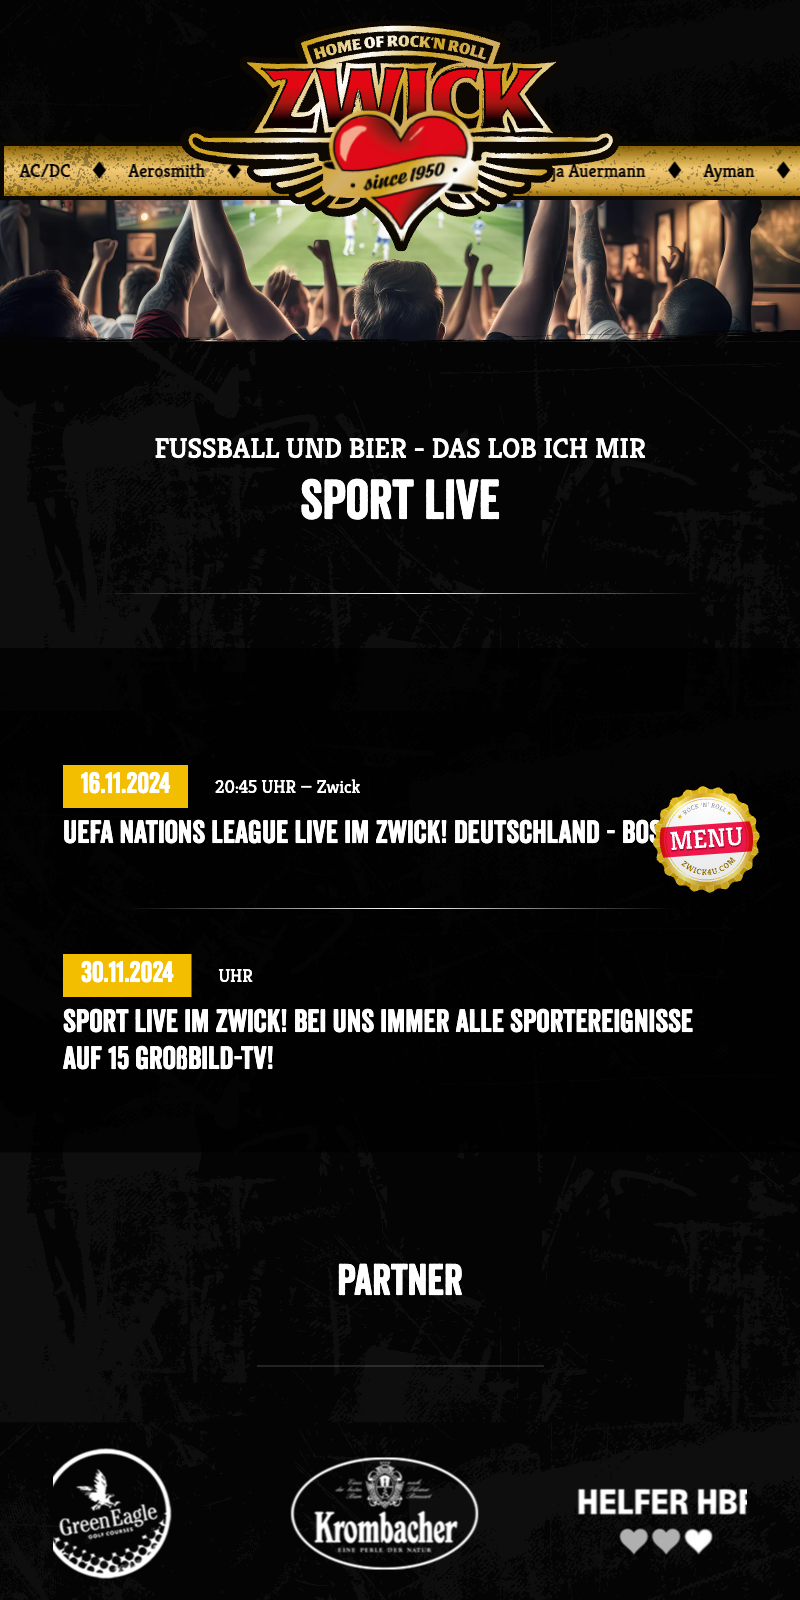 HOME OF ROCK'N ROLL
ZWICK
since 1950
AC/DC
Aerosmith
Auermann
Ayman
FUSSBALL UND BIER - DAS LOB ICH MIR
SPORT LIVE
16.11.2024
20:45 UHR – Zwick
UEFA NATIONS LEAGUE LIVE IM ZWICK! DEUTSCHLAND - BOS
ROCK 'N' ROLL
MENU
ZWICK4U.COM
30.11.2024
UHR
SPORT LIVE IM ZWICK! BEI UNS IMMER ALLE SPORTEREIGNISSE
AUF 15 GROßBILD-TV!
PARTNER
Green Eagle
GOLF COURSES
Krombacher
EINE PERLE DER NATUR
HELFER HBF